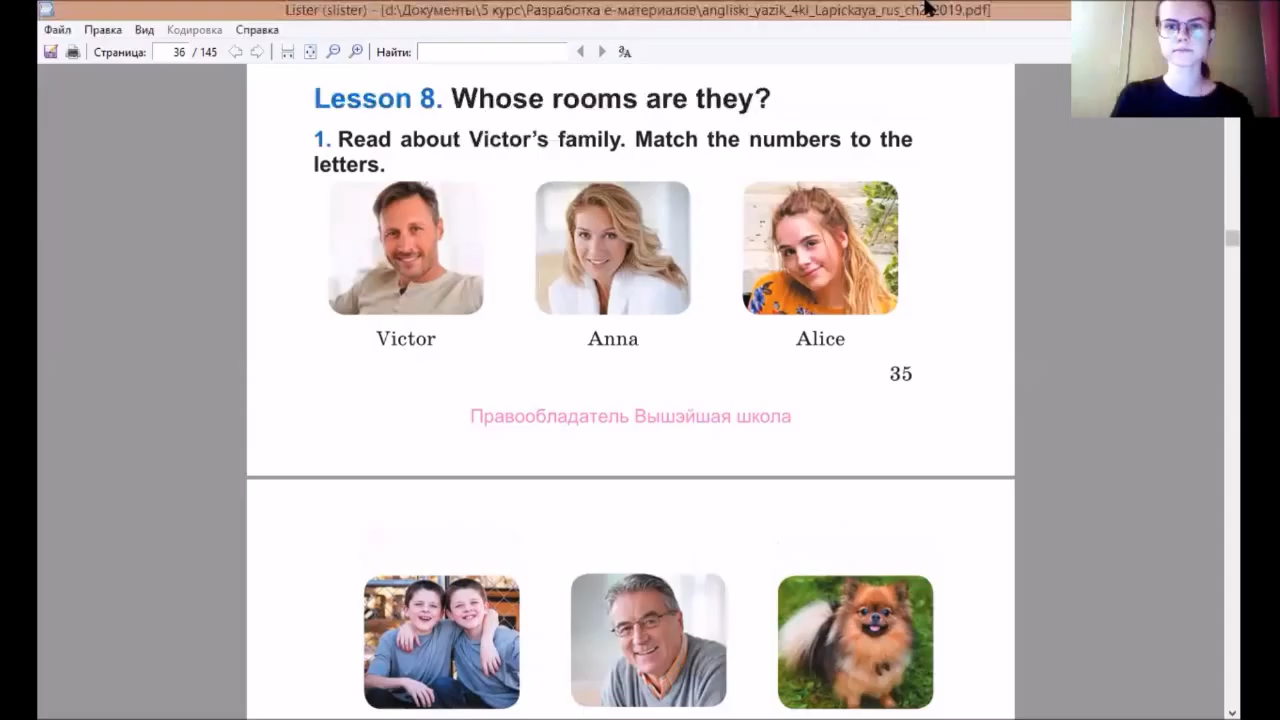 Lister (slister) - [d:\Документы\5 курс\Разработка е-материалов\angliski_yazik_4kl_Lapickaya_rus_ch2_2019.pdf]
Файл Правка Вид Кодировка Справка
Страница: 36 / 145 Найти:
Lesson 8. Whose rooms are they?
1. Read about Victor’s family. Match the numbers to the
letters.
Victor Anna Alice
35
Правообладатель Вышэйшая школа